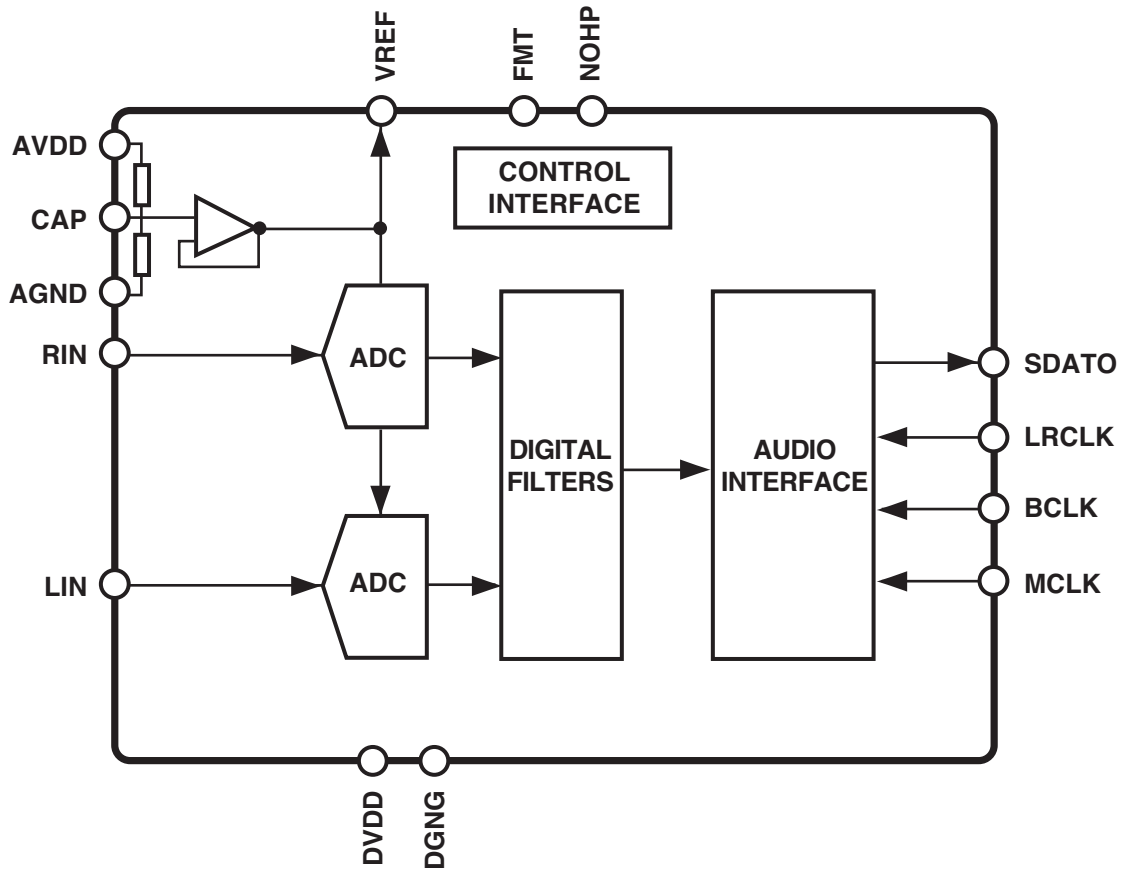 VREF
FMT
NOHP
AVDD
CAP
AGND
RIN
LIN
CONTROL
INTERFACE
ADC
ADC
DIGITAL
FILTERS
AUDIO
INTERFACE
SDATO
LRCLK
BCLK
MCLK
DVDD
DGNG